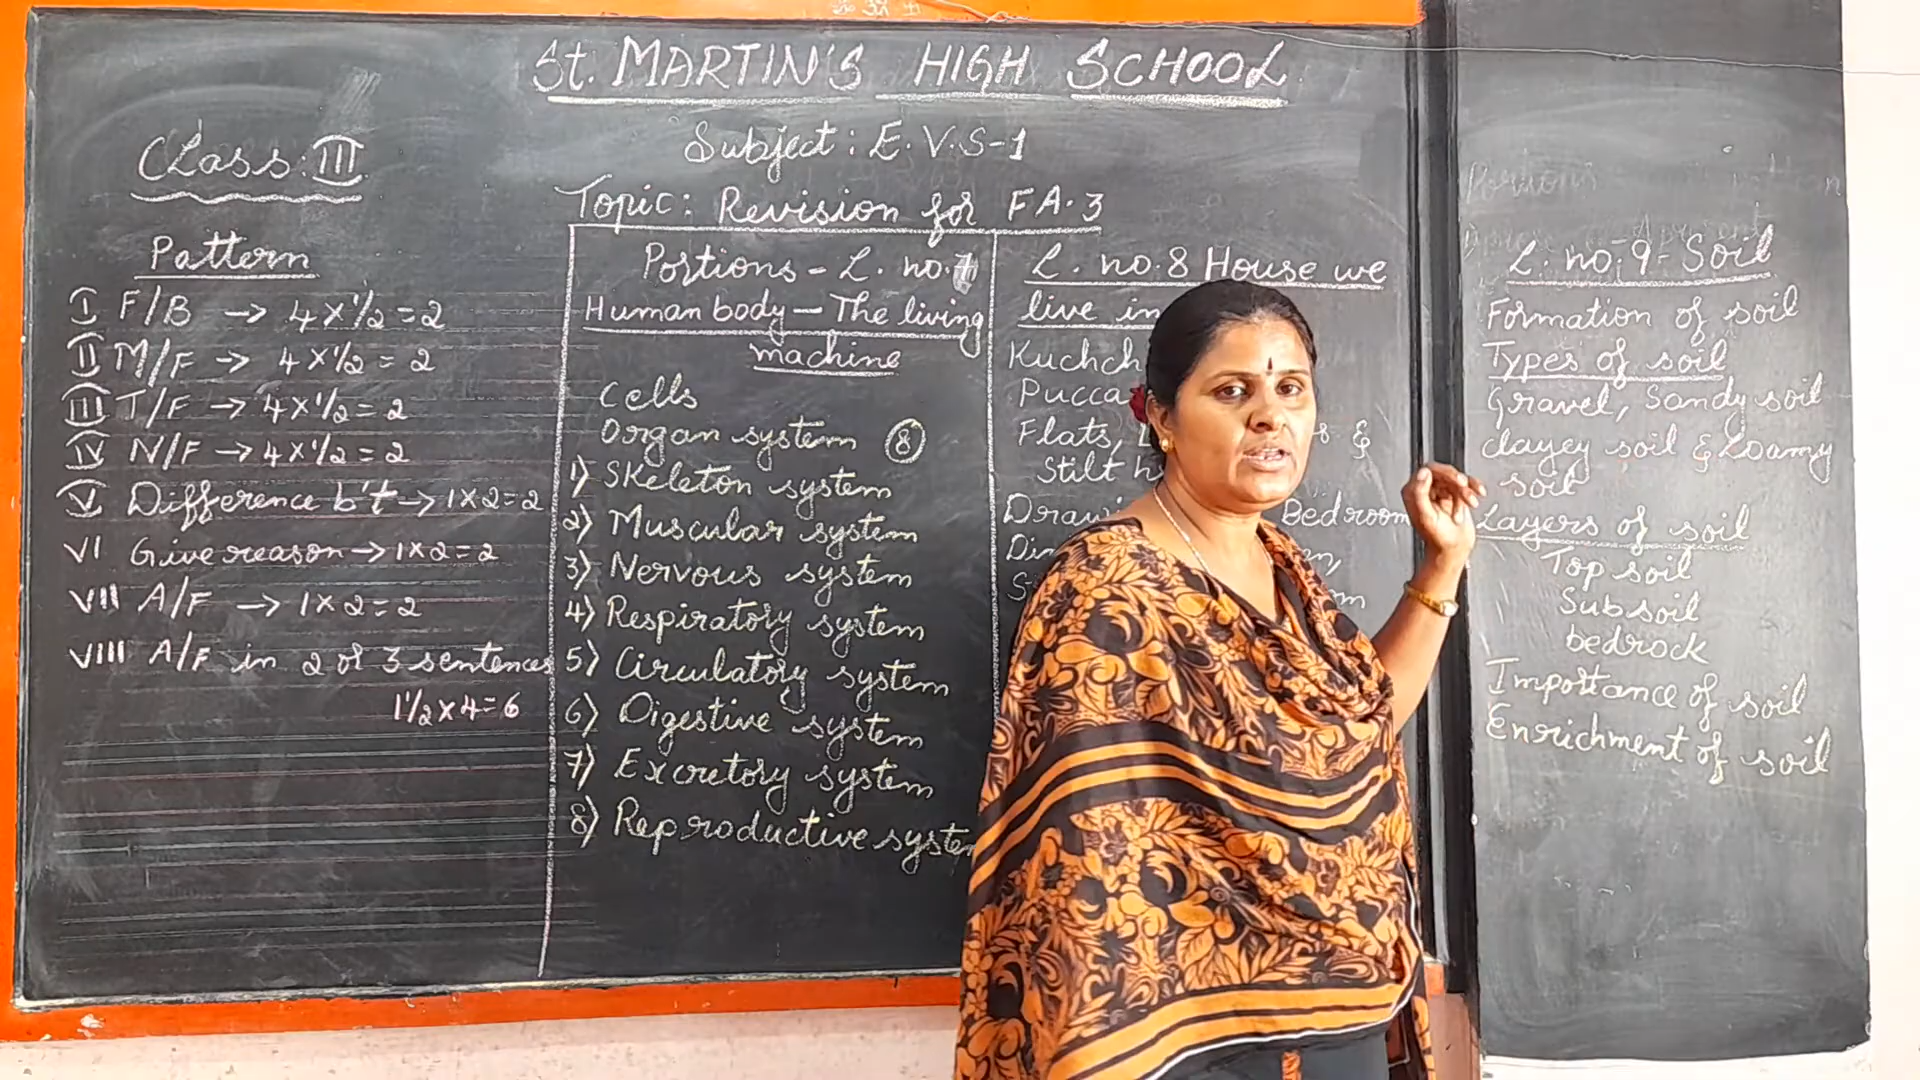 St. MARTIN'S HIGH SCHOOL.
Subject: E.V.S-1
Class: III
Topic: Revision for FA.3
Pattern
I F/B → 4 x 1/2 = 2
II M/F → 4 x 1/2 = 2
III T/F → 4 x 1/2 = 2
IV N/F → 4 x 1/2 = 2
V Difference b't → 1 x 2 = 2
VI Give reason → 1 x 2 = 2
VII A/F → 1 x 2 = 2
VIII A/F in 2 or 3 sentences
1 1/2 x 4 = 6
Portions - L. no. 7
Human body - The living
machine
Cells
Organ system 8
1) Skeleton system
2) Muscular system
3) Nervous system
4) Respiratory system
5) Circulatory system
6) Digestive system
7) Excretory system
8) Reproductive system
L. no. 8 House we
live in
Kuchch
Pucca
Flats, &
Stilt h
Bedroom
L. no. 9 - Soil
Formation of soil
Types of soil
Gravel, Sandy soil
clayey soil & Loamy
soil
Layers of soil
Top soil
Sub soil
bedrock
Importance of soil
Enrichment of soil